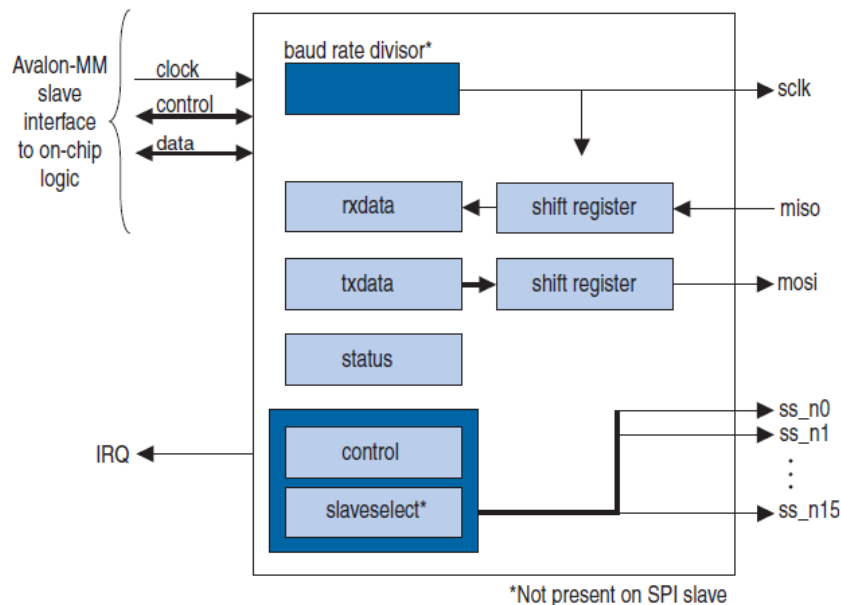 baud rate divisor*
Avalon-MM
slave
interface
to on-chip
logic
clock
control
data
sclk
rxdata
shift register
miso
txdata
shift register
mosi
status
IRQ
control
slaveselect*
ss_n0
ss_n1
ss_n15
*Not present on SPI slave